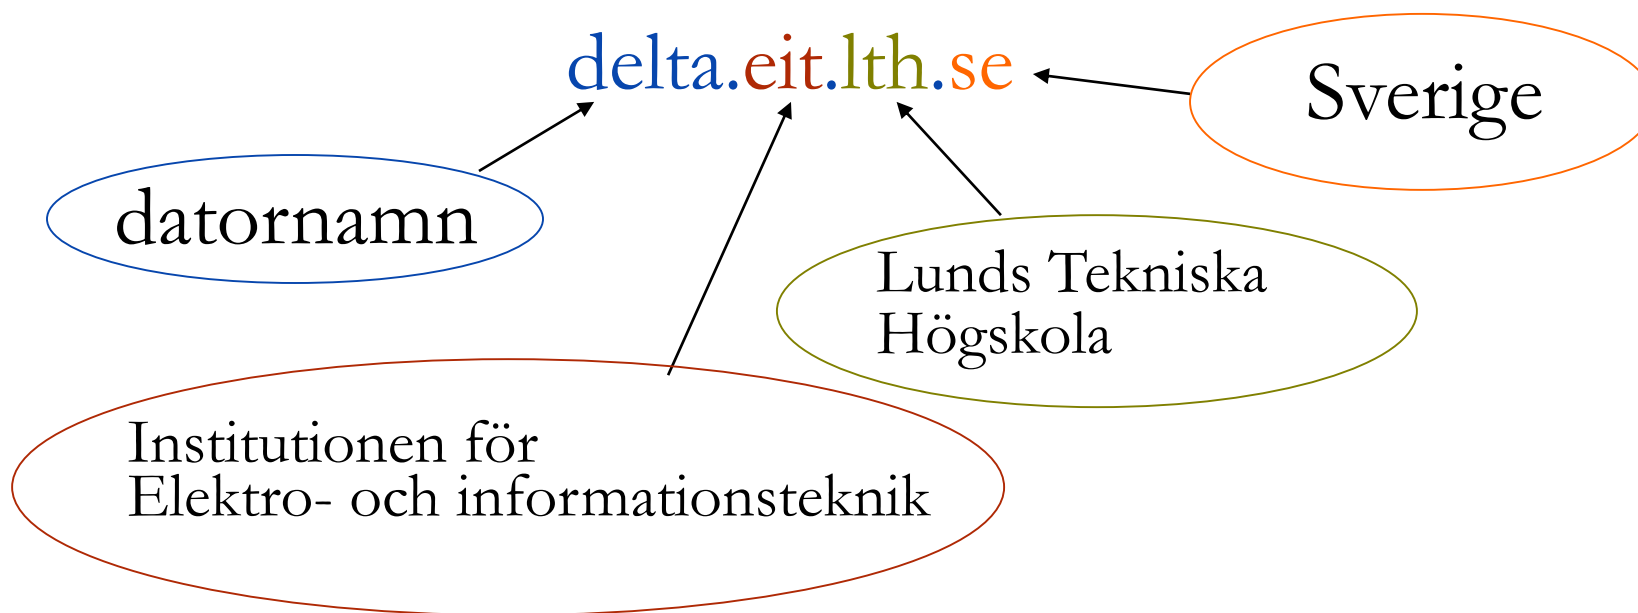 delta.eit.lth.se
Sverige
datornamn
Lunds Tekniska
Högskola
Institutionen för
Elektro- och informationsteknik